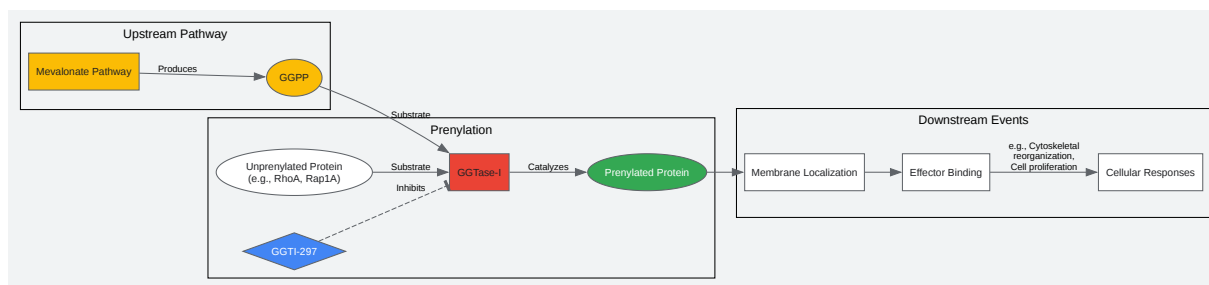 Upstream Pathway
Mevalonate Pathway
Produces
GGPP
Substrate
Prenylation
Unprenylated Protein
(e.g., RhoA, Rap1A)
Substrate
Inhibits
GGTase-I
Catalyzes
Prenylated Protein
GGTI-297
Downstream Events
Membrane Localization
Effector Binding
e.g., Cytoskeletal
reorganization,
Cell proliferation
Cellular Responses